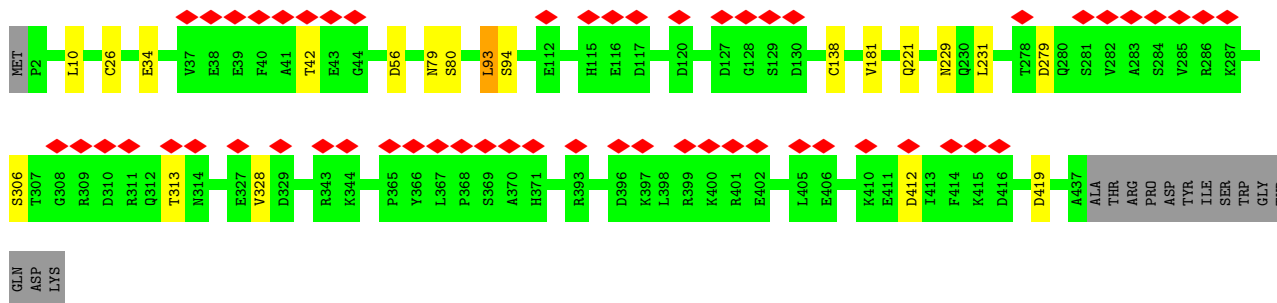 MET P2 L10 C26 E34 V37 E38 E39 F40 A41 T42 E43 G44 D56 N79 S80 L93 S94 E112 H115 E116 D117 D120 D127 G128 S129 D130 C138 V181 Q221 N229 Q230 L231 T278 D279 Q280 S281 V282 A283 S284 V285 R286 K287
S306 T307 G308 R309 D310 R311 Q312 T313 N314 E327 V328 D329 R343 K344 P365 Y366 L367 P368 S369 A370 H371 R393 D396 K397 L398 R399 K400 R401 E402 L405 E406 K410 E411 D412 I413 F414 K415 D416 D419 A437 ALA THR ARG PRO ASP TYR ILE SER TRP GLY
GLN ASP LYS